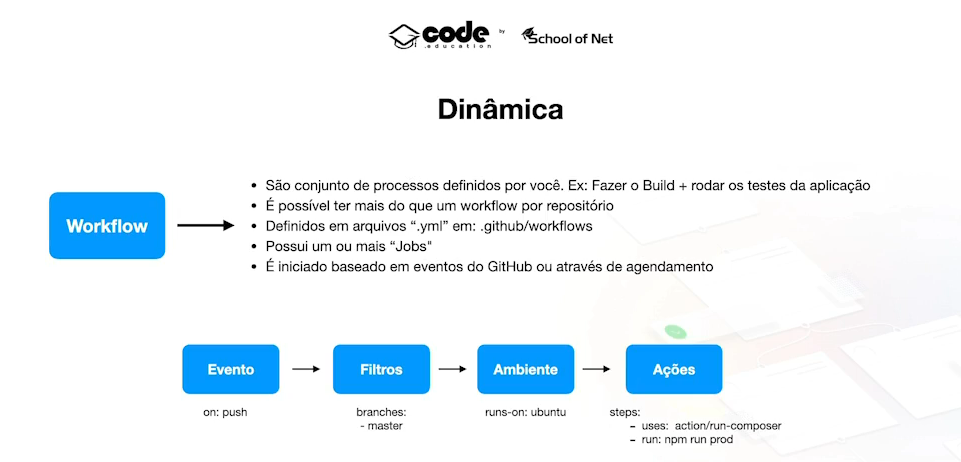 code by School of Net
.education
Dinâmica
Workflow
• São conjunto de processos definidos por você. Ex: Fazer o Build + rodar os testes da aplicação
• É possível ter mais do que um workflow por repositório
• Definidos em arquivos “.yml” em: .github/workflows
• Possui um ou mais “Jobs"
• É iniciado baseado em eventos do GitHub ou através de agendamento
Evento Filtros Ambiente Ações
on: push
branches:
- master
runs-on: ubuntu
steps:
- uses: action/run-composer
- run: npm run prod